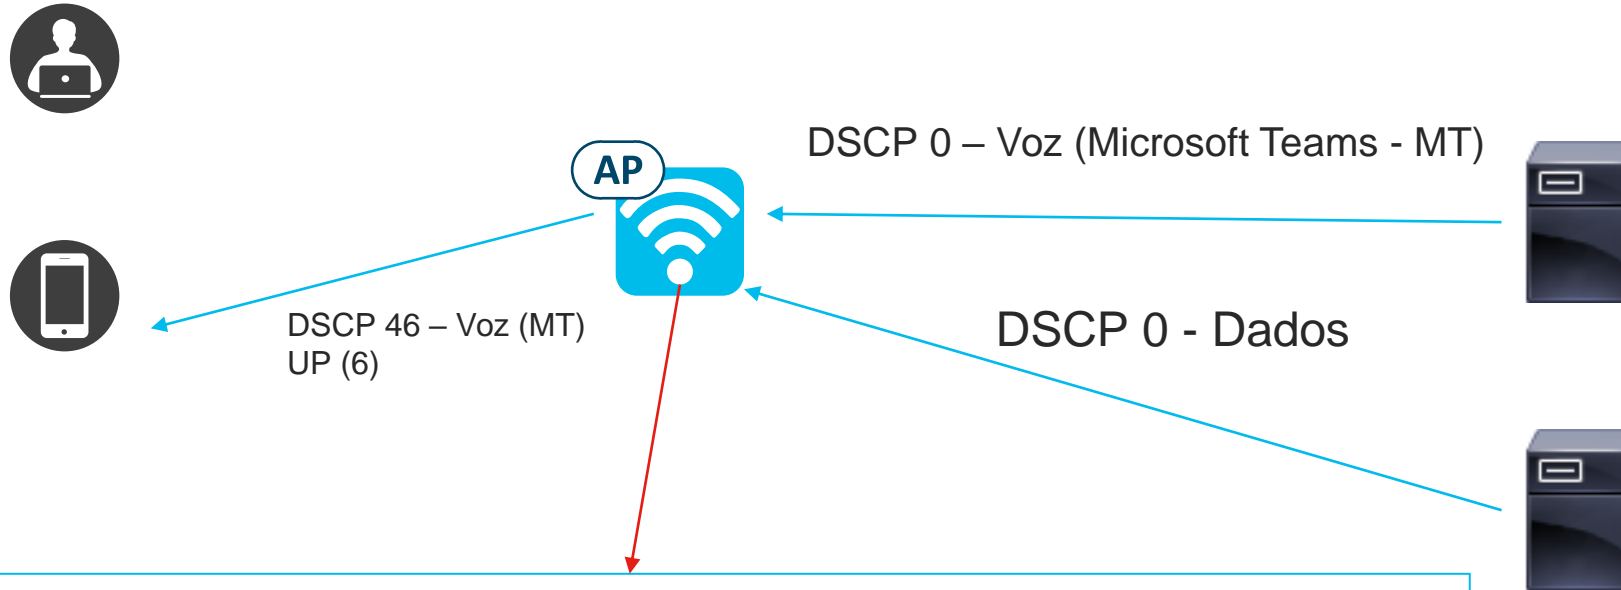 DSCP 0 – Voz (Microsoft Teams - MT)
AP
DSCP 46 – Voz (MT)
UP (6)
DSCP 0 - Dados